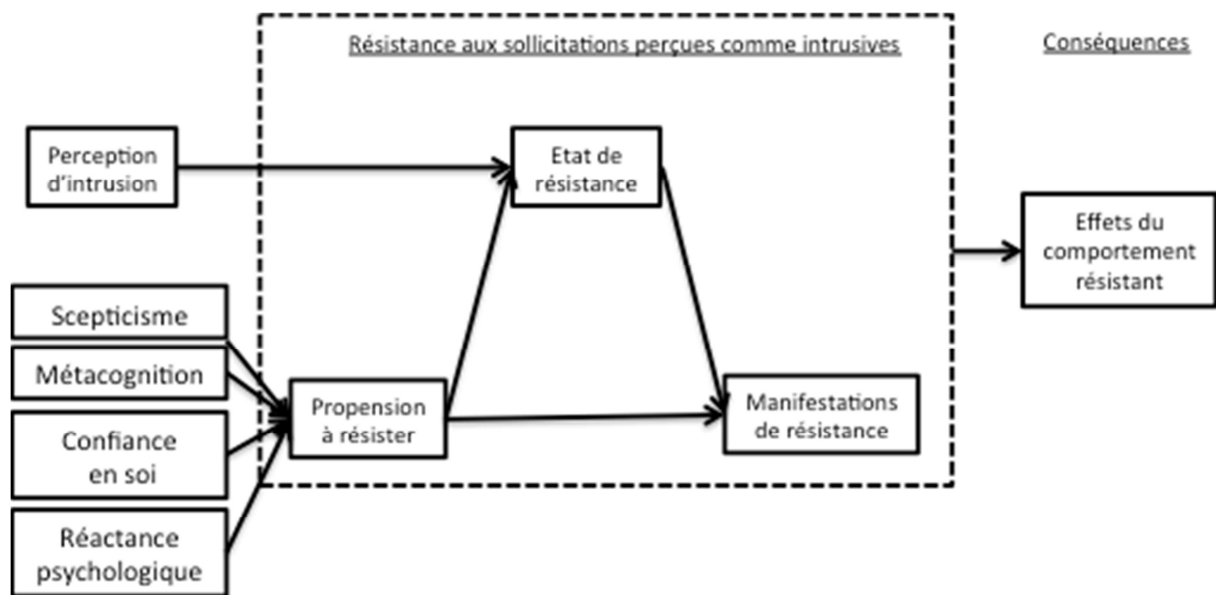 Résistance aux sollicitations perçues comme intrusives
Conséquences
Perception
d'intrusion
Etat de
résistance
Effets du
comportement
résistant
Scepticisme
Métacognition
Confiance
en soi
Réactance
psychologique
Propension
à résister
Manifestations
de résistance